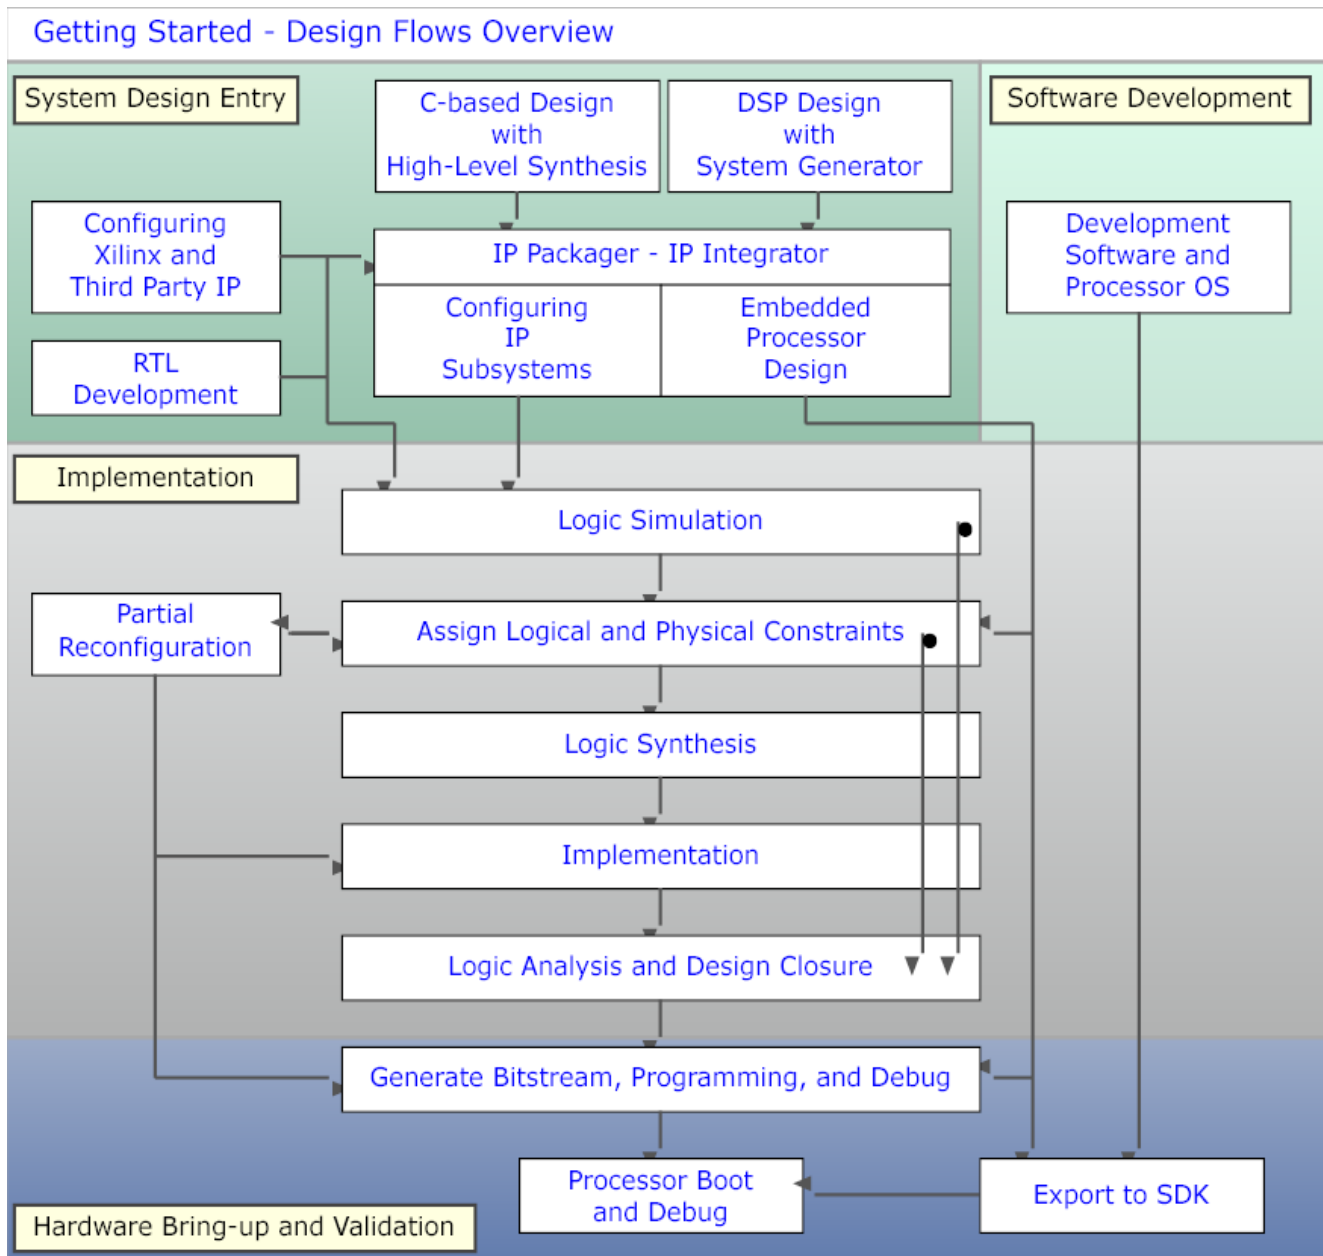 Getting Started - Design Flows Overview
System Design Entry
C-based Design
with
High-Level Synthesis
DSP Design
with
System Generator
Software Development
Configuring
Xilinx and
Third Party IP
IP Packager - IP Integrator
Development
Software and
Processor OS
Configuring
IP
Subsystems
Embedded
Processor
Design
RTL
Development
Implementation
Logic Simulation
Partial
Reconfiguration
Assign Logical and Physical Constraints
Logic Synthesis
Implementation
Logic Analysis and Design Closure
Generate Bitstream, Programming, and Debug
Processor Boot
and Debug
Export to SDK
Hardware Bring-up and Validation